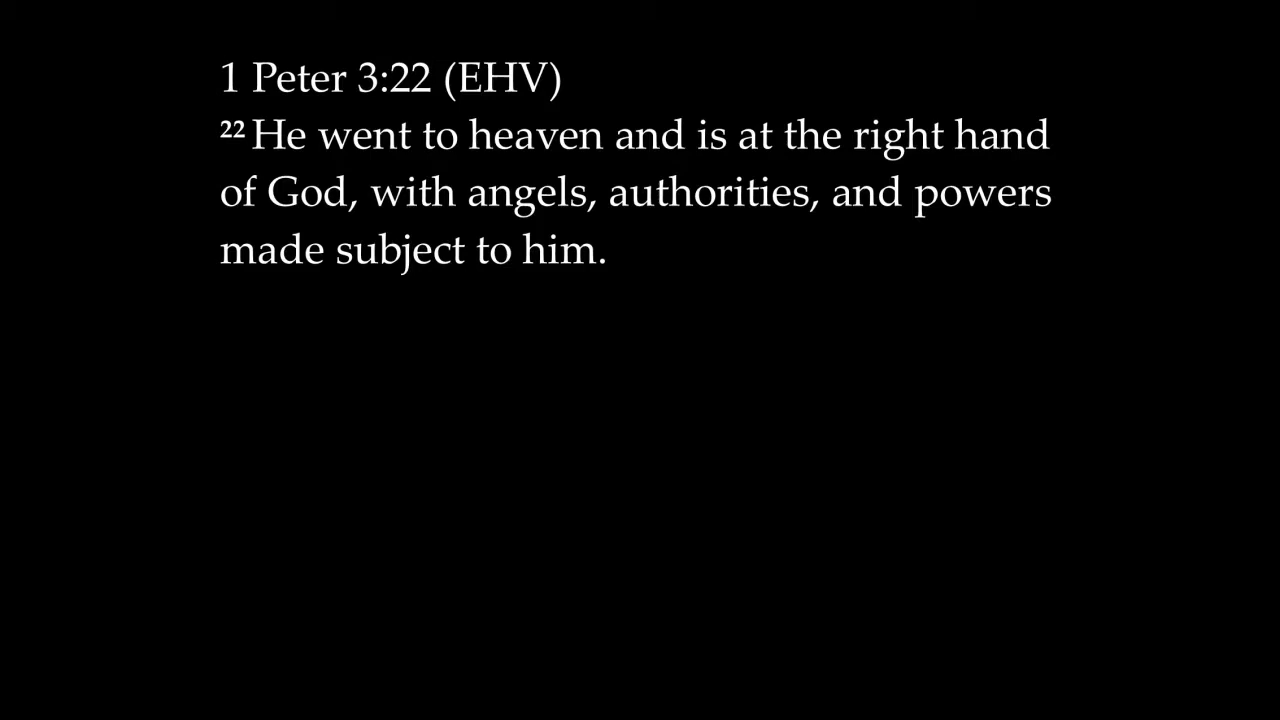 1 Peter 3:22 (EHV)
22 He went to heaven and is at the right hand
of God, with angels, authorities, and powers
made subject to him.